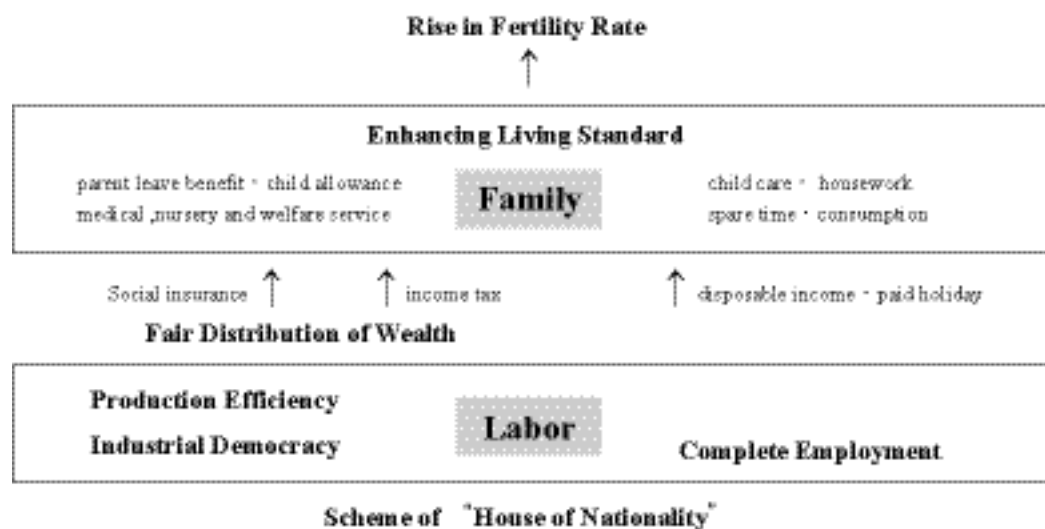 Rise in Fertility Rate
Enhancing Living Standard
parent leave benefit・child allowance
medical ,nursery and welfare service
Family
child care・housework
spare time・consumption
Social insurance
income tax
disposable income・paid holiday
Fair Distribution of Wealth
Production Efficiency
Industrial Democracy
Labor
Complete Employment
Scheme of "House of Nationality"